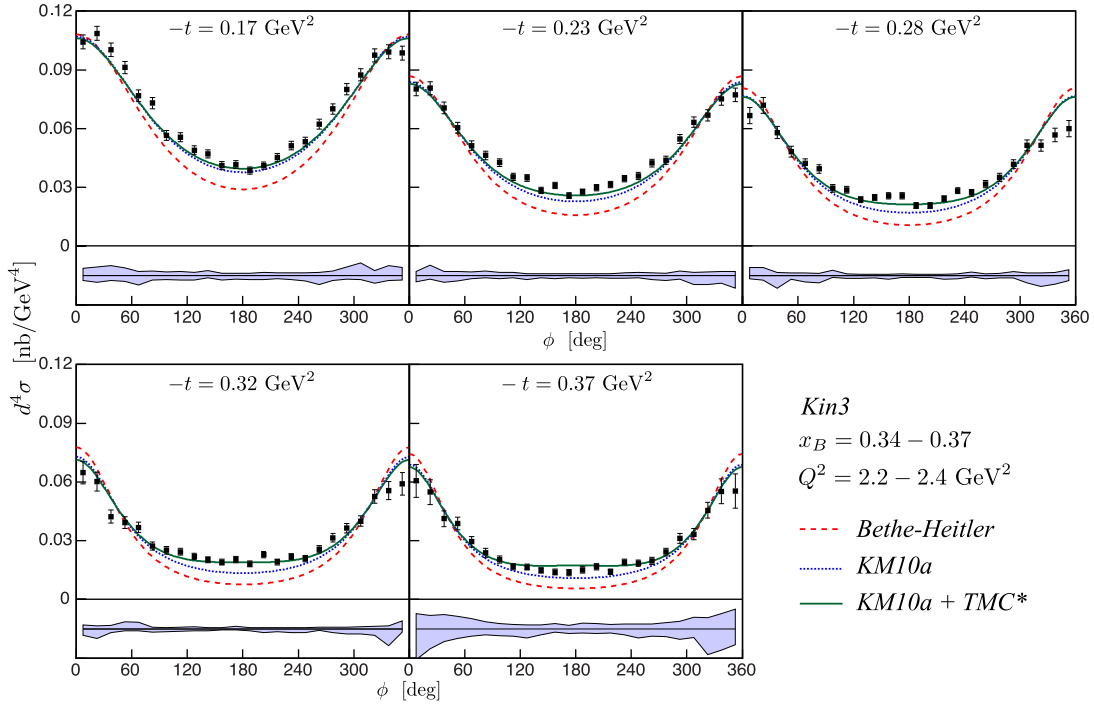 0.12
−t = 0.17 GeV²
−t = 0.23 GeV²
−t = 0.28 GeV²
0.09
0.06
0.03
0
0 60 120 180 240 300 0 60 120 180 240 300 0 60 120 180 240 300 360
ϕ [deg]
ϕ [deg]
d⁴σ [nb/GeV⁴]
0.12
−t = 0.32 GeV²
− t = 0.37 GeV²
0.09
0.06
0.03
0
0 60 120 180 240 300 0 60 120 180 240 300 360
ϕ [deg]
Kin3
x_B = 0.34 − 0.37
Q² = 2.2 − 2.4 GeV²
Bethe-Heitler
KM10a
KM10a + TMC*